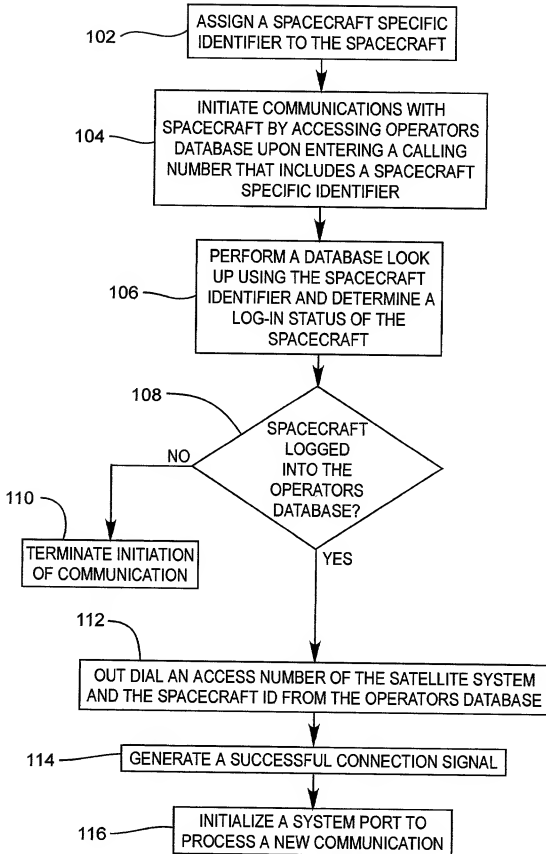 102
ASSIGN A SPACECRAFT SPECIFIC
IDENTIFIER TO THE SPACECRAFT
104
INITIATE COMMUNICATIONS WITH
SPACECRAFT BY ACCESSING OPERATORS
DATABASE UPON ENTERING A CALLING
NUMBER THAT INCLUDES A SPACECRAFT
SPECIFIC IDENTIFIER
106
PERFORM A DATABASE LOOK
UP USING THE SPACECRAFT
IDENTIFIER AND DETERMINE A
LOG-IN STATUS OF THE
SPACECRAFT
108
SPACECRAFT
LOGGED
INTO THE
OPERATORS
DATABASE?
NO
110
TERMINATE INITIATION
OF COMMUNICATION
YES
112
OUT DIAL AN ACCESS NUMBER OF THE SATELLITE SYSTEM
AND THE SPACECRAFT ID FROM THE OPERATORS DATABASE
114
GENERATE A SUCCESSFUL CONNECTION SIGNAL
116
INITIALIZE A SYSTEM PORT TO
PROCESS A NEW COMMUNICATION